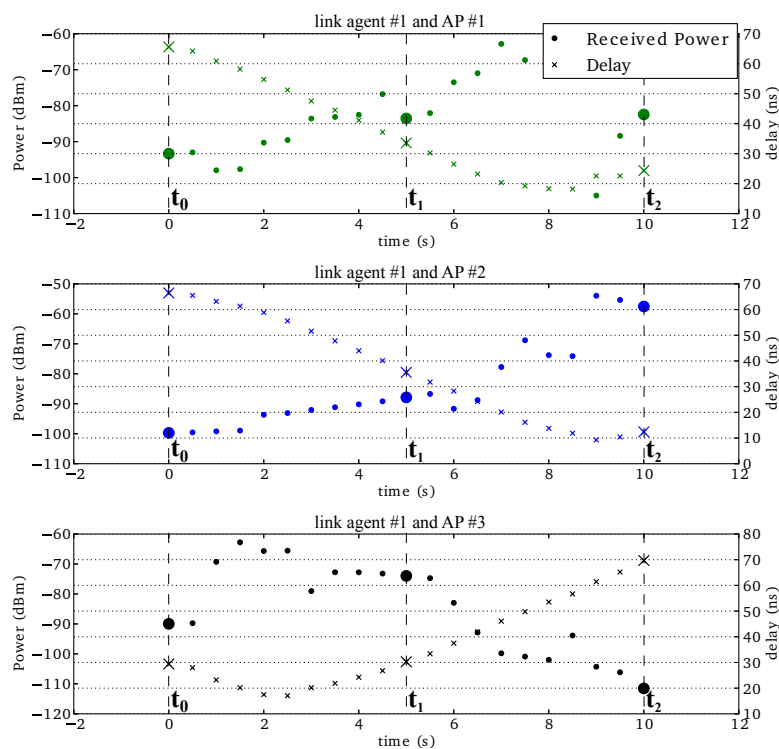 link agent #1 and AP #1
Received Power
Delay
Power (dBm)
−60
−70
−80
−90
−100
−110
70
60
50
40
30
20
10
0
delay (ns)
t0
t1
t2
−2 0 2 4 6 8 10 12
time (s)
link agent #1 and AP #2
Power (dBm)
−50
−60
−70
−80
−90
−100
−110
70
60
50
40
30
20
10
0
delay (ns)
t0
t1
t2
−2 0 2 4 6 8 10 12
time (s)
link agent #1 and AP #3
Power (dBm)
−60
−70
−80
−90
−100
−110
−120
80
70
60
50
40
30
20
10
delay (ns)
t0
t1
t2
−2 0 2 4 6 8 10 12
time (s)